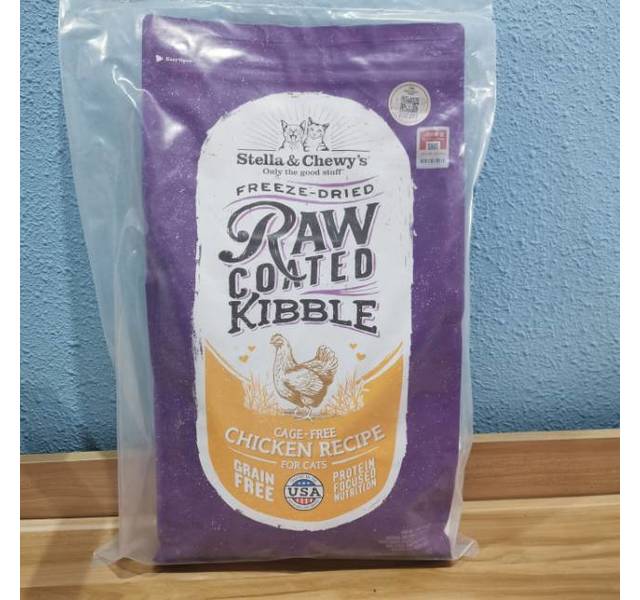 Stella & Chewy's
Only the good stuff™
FREEZE-DRIED
RAW
COATED
KIBBLE
CAGE-FREE
CHICKEN RECIPE
FOR CATS
GRAIN
FREE
USA
PROTEIN
FOCUSED
NUTRITION